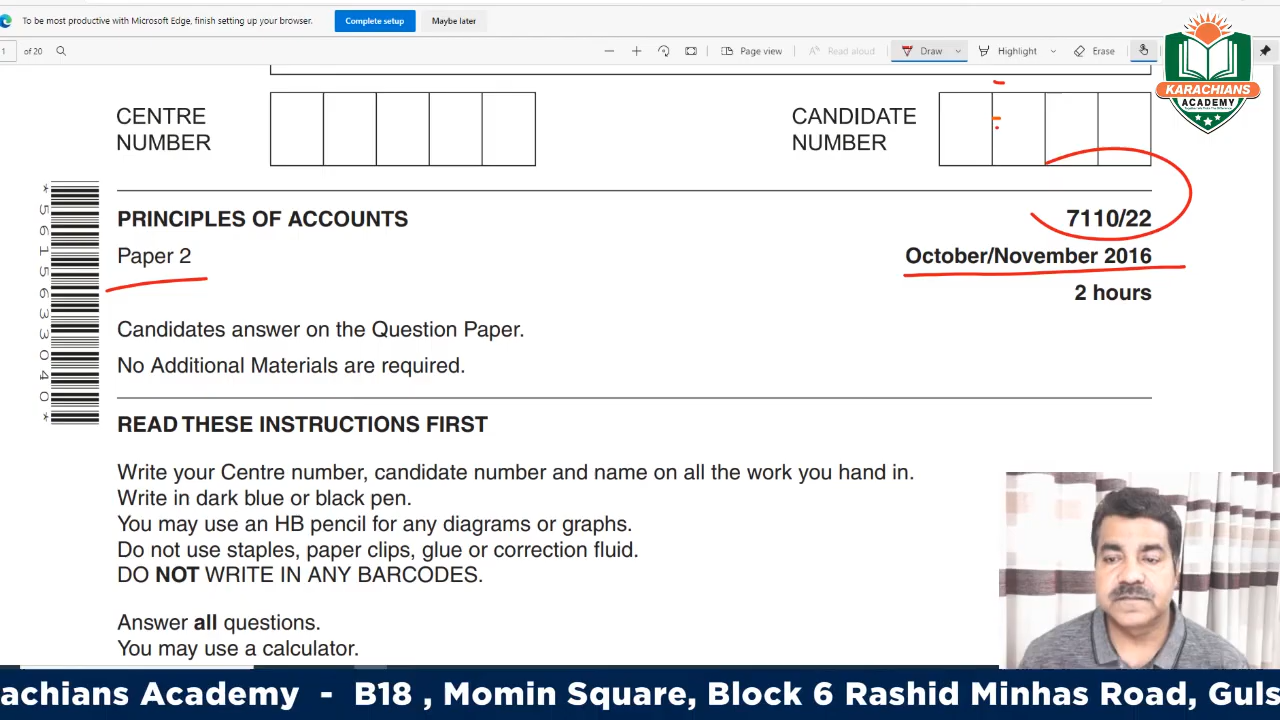 To be most productive with Microsoft Edge, finish setting up your browser. Complete setup Maybe later
1 of 20 Page view Read aloud Draw Highlight Erase
KARACHIANS
ACADEMY
CENTRE
NUMBER
CANDIDATE
NUMBER
*5615633040*
PRINCIPLES OF ACCOUNTS 7110/22
Paper 2 October/November 2016
2 hours
Candidates answer on the Question Paper.
No Additional Materials are required.
READ THESE INSTRUCTIONS FIRST
Write your Centre number, candidate number and name on all the work you hand in.
Write in dark blue or black pen.
You may use an HB pencil for any diagrams or graphs.
Do not use staples, paper clips, glue or correction fluid.
DO NOT WRITE IN ANY BARCODES.
Answer all questions.
You may use a calculator.
rachians Academy - B18 , Momin Square, Block 6 Rashid Minhas Road, Guls